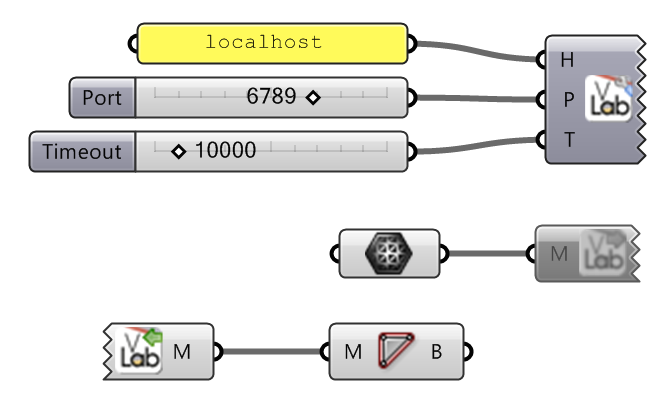 localhost
H
Port
6789
P
V Lab
Timeout
10000
T
M
V Lab
V Lab
M
M
B